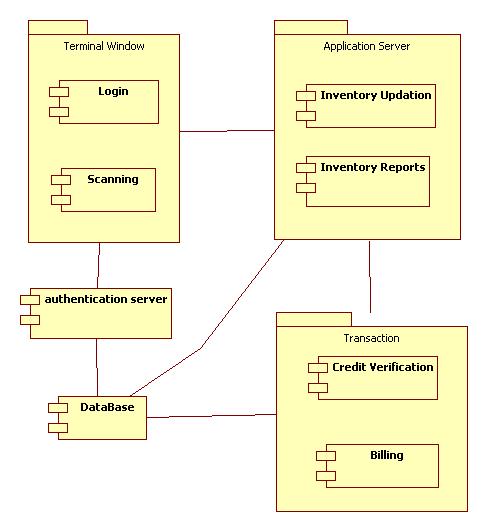 Terminal Window
Login
Scanning
Application Server
Inventory Updation
Inventory Reports
authentication server
DataBase
Transaction
Credit Verification
Billing